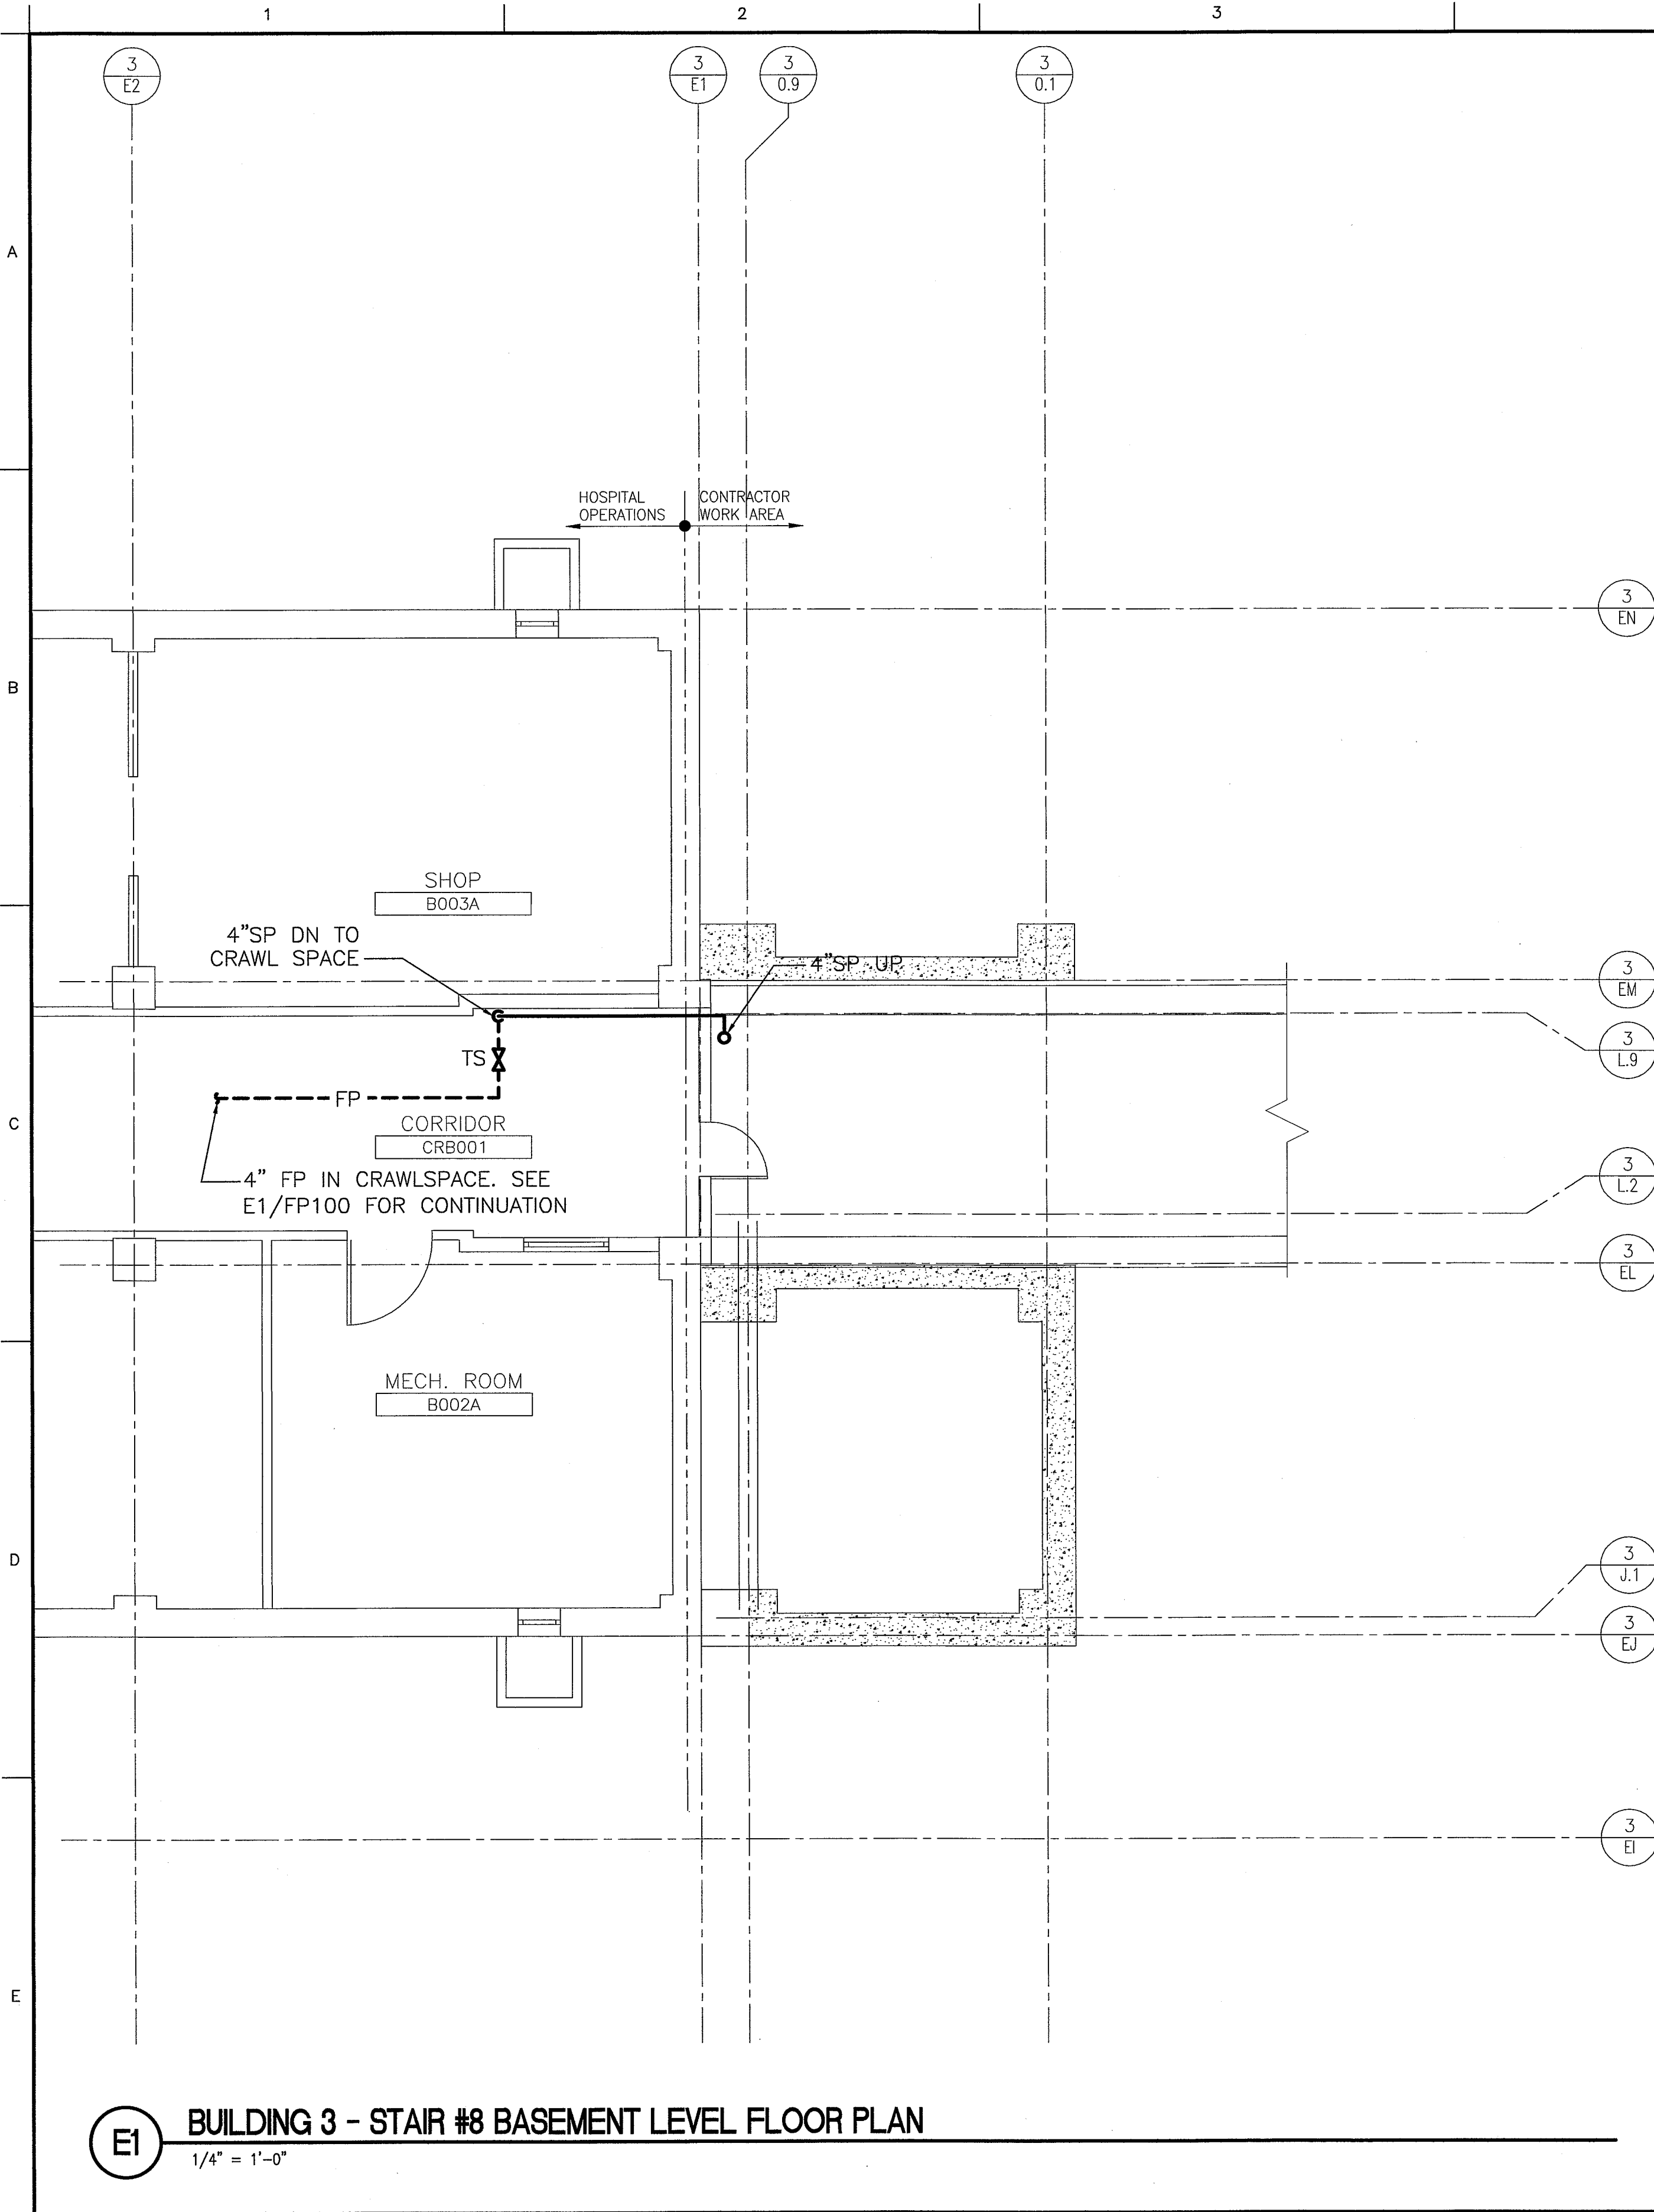 1
2
3
3
E2
3
E1
3
0.9
3
0.1
A
HOSPITAL
OPERATIONS
CONTRACTOR
WORK AREA
3
EN
B
SHOP
B003A
4"SP DN TO
CRAWL SPACE
4"SP UP
3
EM
3
L.9
TS
FP
C
CORRIDOR
CRB001
4" FP IN CRAWLSPACE. SEE
E1/FP100 FOR CONTINUATION
3
L.2
3
EL
MECH. ROOM
B002A
D
3
J.1
3
EJ
3
EI
E
E1
BUILDING 3 - STAIR #8 BASEMENT LEVEL FLOOR PLAN
1/4" = 1'-0"